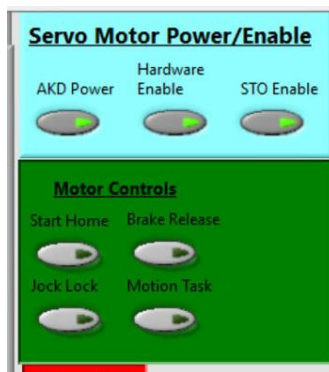 Servo Motor Power/Enable
Hardware
AKD Power Enable STO Enable
Motor Controls
Start Home Brake Release
Jock Lock Motion Task